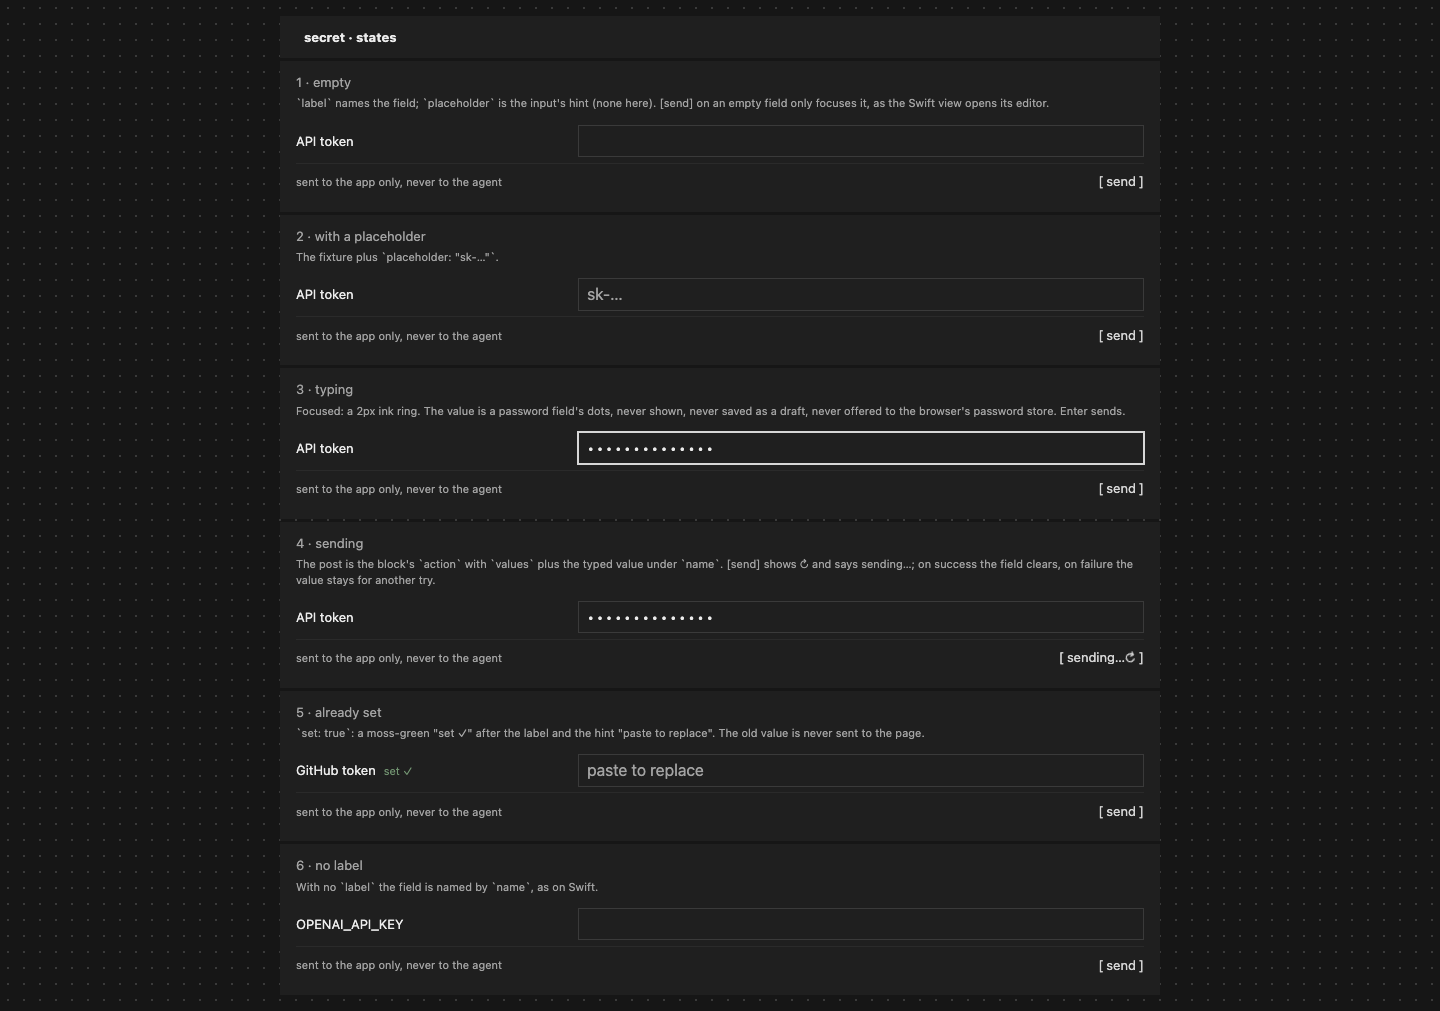 secret · states
1 · empty
`label` names the field; `placeholder` is the input's hint (none here). [send] on an empty field only focuses it, as the Swift view opens its editor.
API token
sent to the app only, never to the agent
[ send ]
2 · with a placeholder
The fixture plus `placeholder: "sk-…"`.
API token
sk-…
sent to the app only, never to the agent
[ send ]
3 · typing
Focused: a 2px ink ring. The value is a password field's dots, never shown, never saved as a draft, never offered to the browser's password store. Enter sends.
API token
••••••••••••••
sent to the app only, never to the agent
[ send ]
4 · sending
The post is the block's `action` with `values` plus the typed value under `name`. [send] shows ↻ and says sending…; on success the field clears, on failure the
value stays for another try.
API token
••••••••••••••
sent to the app only, never to the agent
[ sending…↻ ]
5 · already set
`set: true`: a moss-green "set ✓" after the label and the hint "paste to replace". The old value is never sent to the page.
GitHub token set ✓
paste to replace
sent to the app only, never to the agent
[ send ]
6 · no label
With no `label` the field is named by `name`, as on Swift.
OPENAI_API_KEY
sent to the app only, never to the agent
[ send ]